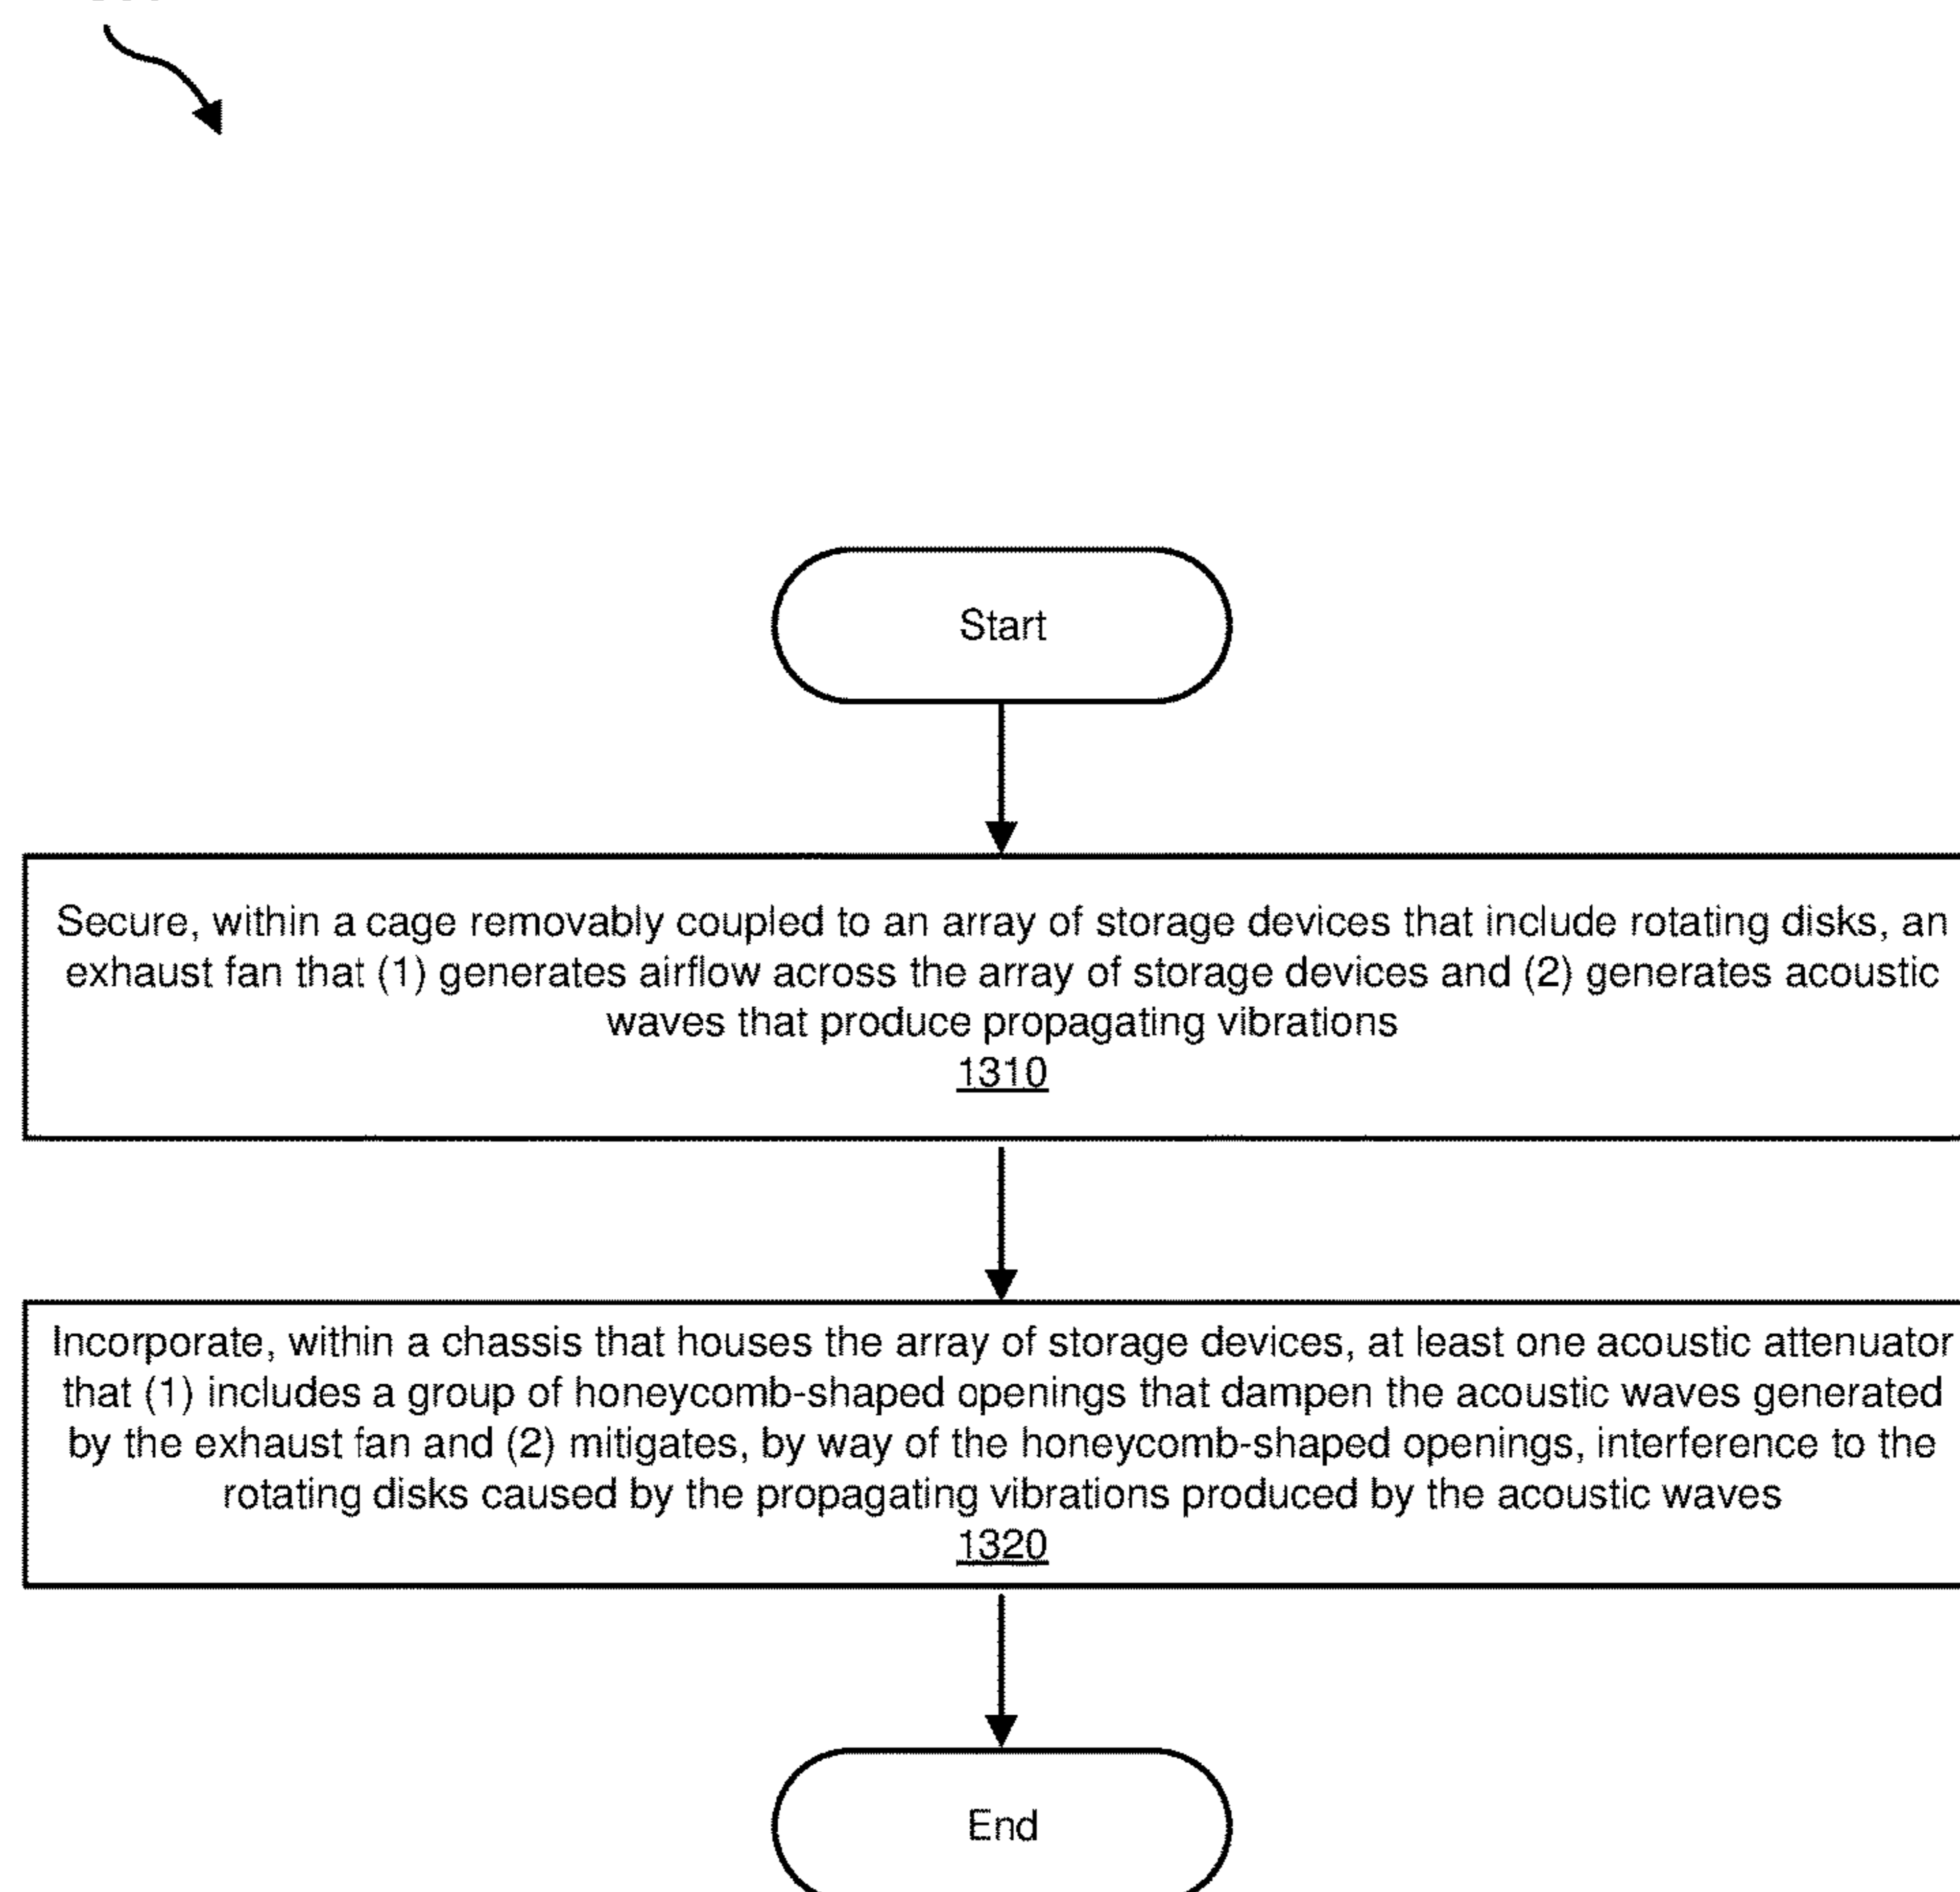 Start
Secure, within a cage removably coupled to an array of storage devices that include rotating disks, an
exhaust fan that (1) generates airflow across the array of storage devices and (2) generates acoustic
waves that produce propagating vibrations
1310
Incorporate, within a chassis that houses the array of storage devices, at least one acoustic attenuator
that (1) includes a group of honeycomb-shaped openings that dampen the acoustic waves generated
by the exhaust fan and (2) mitigates, by way of the honeycomb-shaped openings, interference to the
rotating disks caused by the propagating vibrations produced by the acoustic waves
1320
End